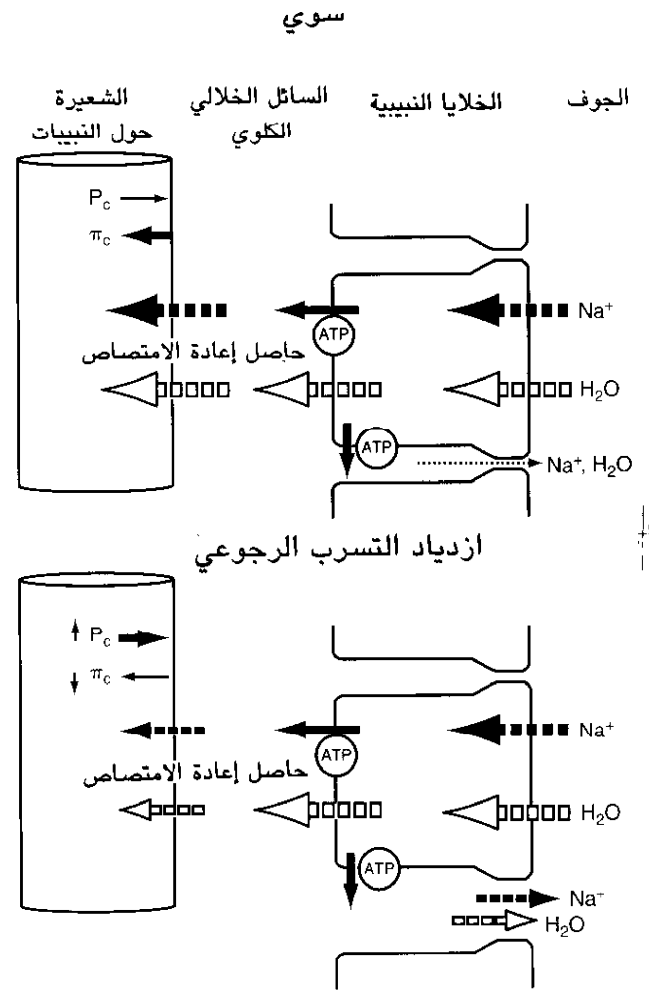 سوي
الجوف
الخلايا النبيبية
السائل الخلالي
الكلوي
الشعيرة
حول النبيبات
Pc
πc
Na⁺
ATP
حاصل إعادة الامتصاص
H₂O
ATP
Na⁺, H₂O
ازدياد التسرب الرجوعي
Pc
πc
Na⁺
ATP
حاصل إعادة الامتصاص
H₂O
ATP
Na⁺
H₂O